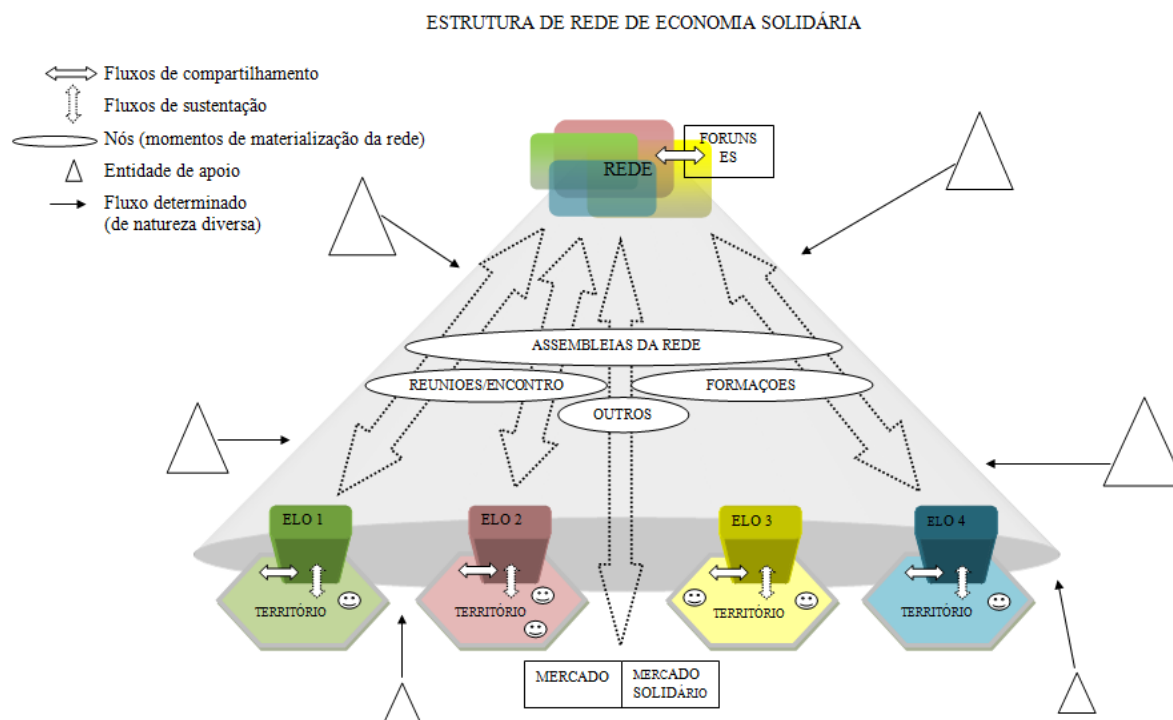 ESTRUTURA DE REDE DE ECONOMIA SOLIDÁRIA
Fluxos de compartilhamento
Fluxos de sustentação
Nós (momentos de materialização da rede)
Entidade de apoio
Fluxo determinado
(de natureza diversa)
REDE
FORUNS
ES
ASSEMBLEIAS DA REDE
REUNIOES/ENCONTRO
FORMAÇOES
OUTROS
ELO 1
ELO 2
ELO 3
ELO 4
TERRITÓRIO
TERRITÓRIO
TERRITÓRIO
TERRITÓRIO
MERCADO
MERCADO
SOLIDÁRIO